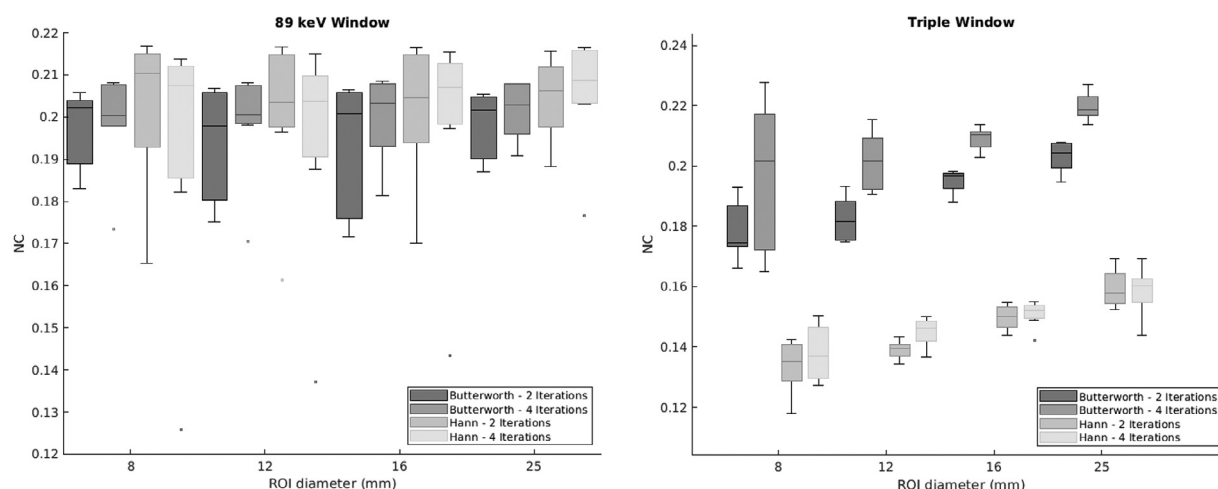 89 keV Window
0.22
0.21
0.2
0.19
0.18
0.17
0.16
0.15
0.14
0.13
0.12
NC
8
12
16
25
ROI diameter (mm)
Butterworth - 2 Iterations
Butterworth - 4 Iterations
Hann - 2 Iterations
Hann - 4 Iterations
Triple Window
0.24
0.22
0.2
0.18
0.16
0.14
0.12
NC
8
12
16
25
ROI diameter (mm)
Butterworth - 2 Iterations
Butterworth - 4 Iterations
Hann - 2 Iterations
Hann - 4 Iterations